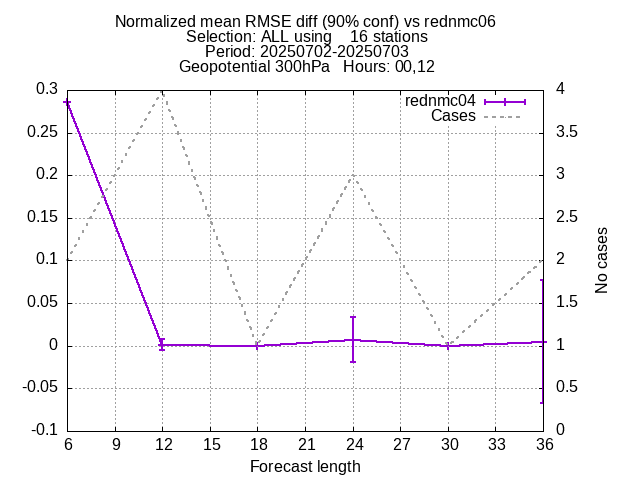 Normalized mean RMSE diff (90% conf) vs rednmc06
Selection: ALL using    16 stations
Period: 20250702-20250703
Geopotential 300hPa   Hours: 00,12
rednmc04
Cases
0.3
0.25
0.2
0.15
0.1
0.05
0
-0.05
-0.1
4
3.5
3
2.5
2
1.5
1
0.5
0
No cases
6 9 12 15 18 21 24 27 30 33 36
Forecast length